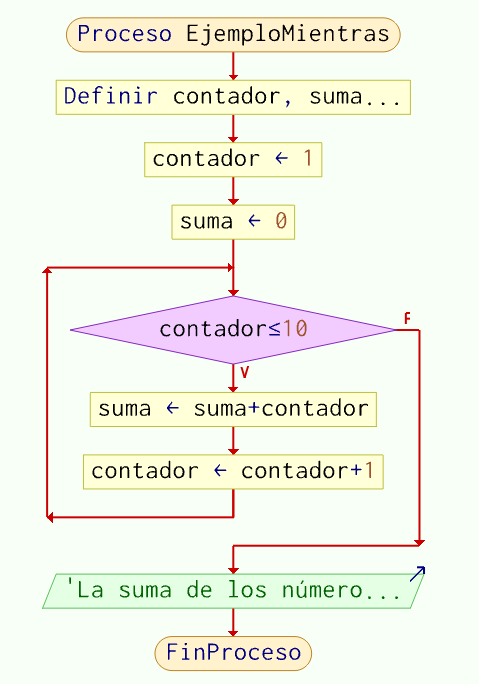 Proceso EjemploMientras
Definir contador, suma...
contador ← 1
suma ← 0
contador≤10
F
V
suma ← suma+contador
contador ← contador+1
'La suma de los número...
FinProceso